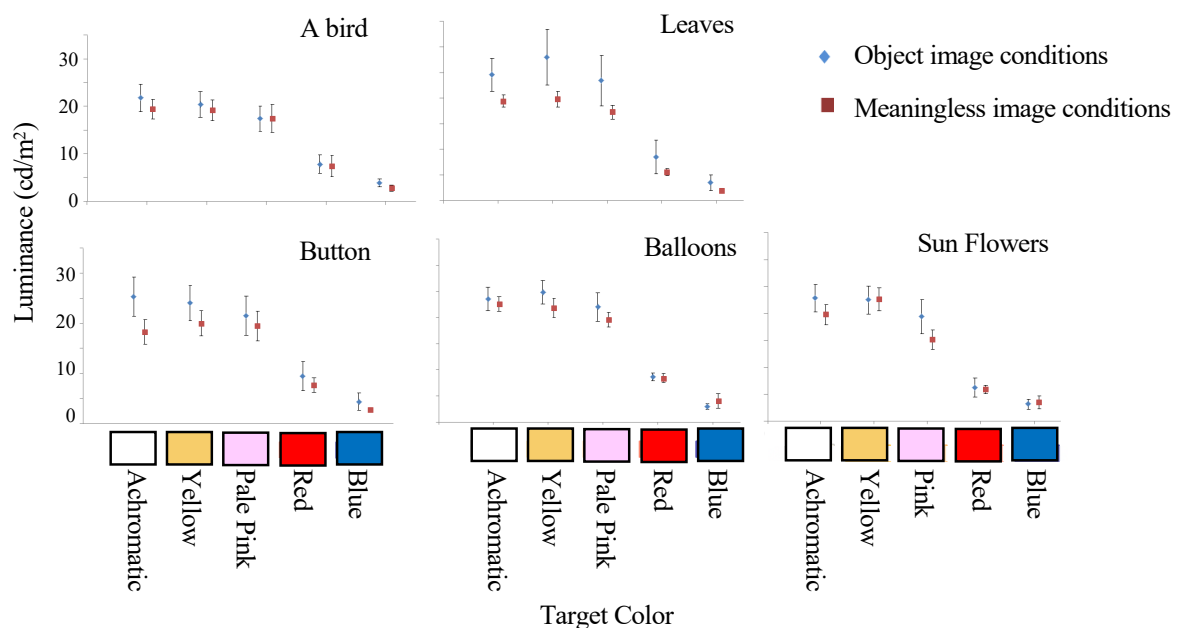 A bird
Leaves
Object image conditions
Meaningless image conditions
30
20
10
0
Luminance (cd/m²)
Button
Balloons
Sun Flowers
30
20
10
0
Achromatic
Yellow
Pale Pink
Red
Blue
Achromatic
Yellow
Pale Pink
Red
Blue
Achromatic
Yellow
Pink
Red
Blue
Target Color